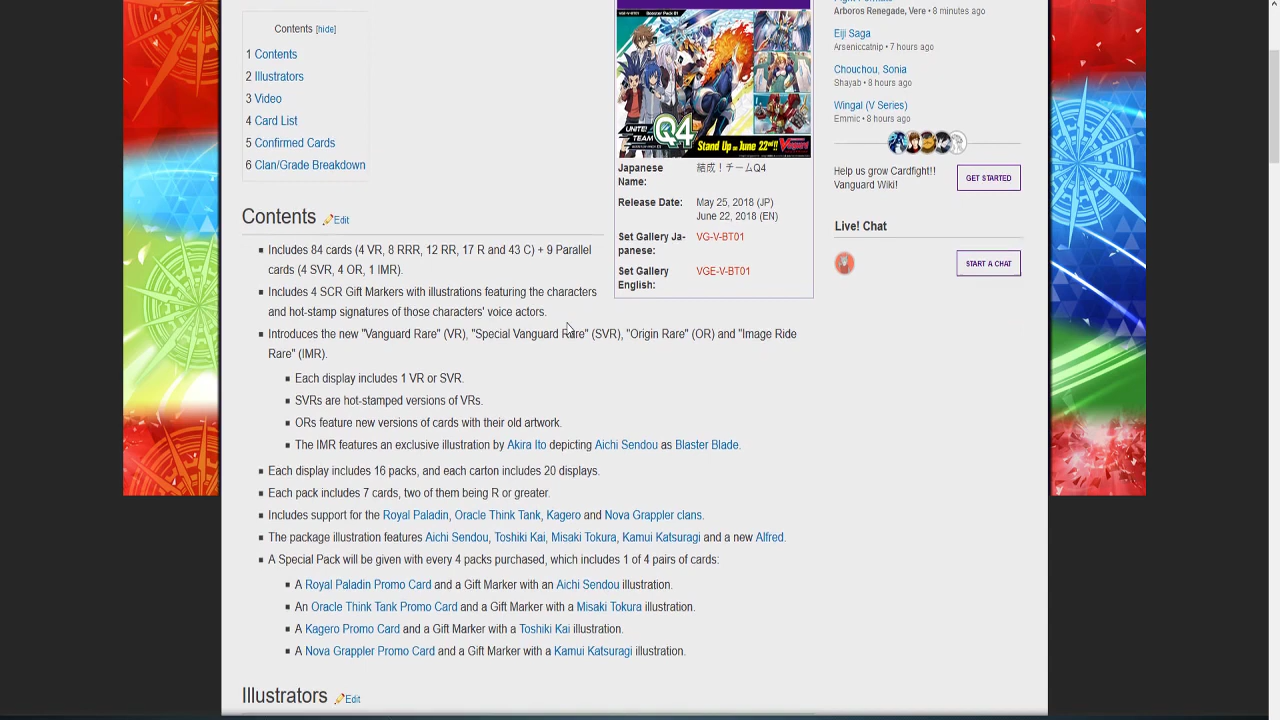 Contents [hide]
1 Contents
2 Illustrators
3 Video
4 Card List
5 Confirmed Cards
6 Clan/Grade Breakdown
Contents Edit
Includes 84 cards (4 VR, 8 RRR, 12 RR, 17 R and 43 C) + 9 Parallel
cards (4 SVR, 4 OR, 1 IMR).
Includes 4 SCR Gift Markers with illustrations featuring the characters
and hot-stamp signatures of those characters' voice actors.
Introduces the new "Vanguard Rare" (VR), "Special Vanguard Rare" (SVR), "Origin Rare" (OR) and "Image Ride
Rare" (IMR).
Each display includes 1 VR or SVR.
SVRs are hot-stamped versions of VRs.
ORs feature new versions of cards with their old artwork.
The IMR features an exclusive illustration by Akira Ito depicting Aichi Sendou as Blaster Blade.
Each display includes 16 packs, and each carton includes 20 displays.
Each pack includes 7 cards, two of them being R or greater.
Includes support for the Royal Paladin, Oracle Think Tank, Kagero and Nova Grappler clans.
The package illustration features Aichi Sendou, Toshiki Kai, Misaki Tokura, Kamui Katsuragi and a new Alfred.
A Special Pack will be given with every 4 packs purchased, which includes 1 of 4 pairs of cards:
A Royal Paladin Promo Card and a Gift Marker with an Aichi Sendou illustration.
An Oracle Think Tank Promo Card and a Gift Marker with a Misaki Tokura illustration.
A Kagero Promo Card and a Gift Marker with a Toshiki Kai illustration.
A Nova Grappler Promo Card and a Gift Marker with a Kamui Katsuragi illustration.
Illustrators Edit
Booster Pack 01
UNITE!
TEAM
Q4
Stand Up on June 22nd!!
Vanguard
Japanese
Name:
結成！チームQ4
Release Date:
May 25, 2018 (JP)
June 22, 2018 (EN)
Set Gallery Ja-
panese:
VG-V-BT01
Set Gallery
English:
VGE-V-BT01
Arboros Renegade, Vere • 8 minutes ago
Eiji Saga
Arseniccatnip • 7 hours ago
Chouchou, Sonia
Shayab • 8 hours ago
Wingal (V Series)
Emmic • 8 hours ago
Help us grow Cardfight!!
Vanguard Wiki!
GET STARTED
Live! Chat
START A CHAT